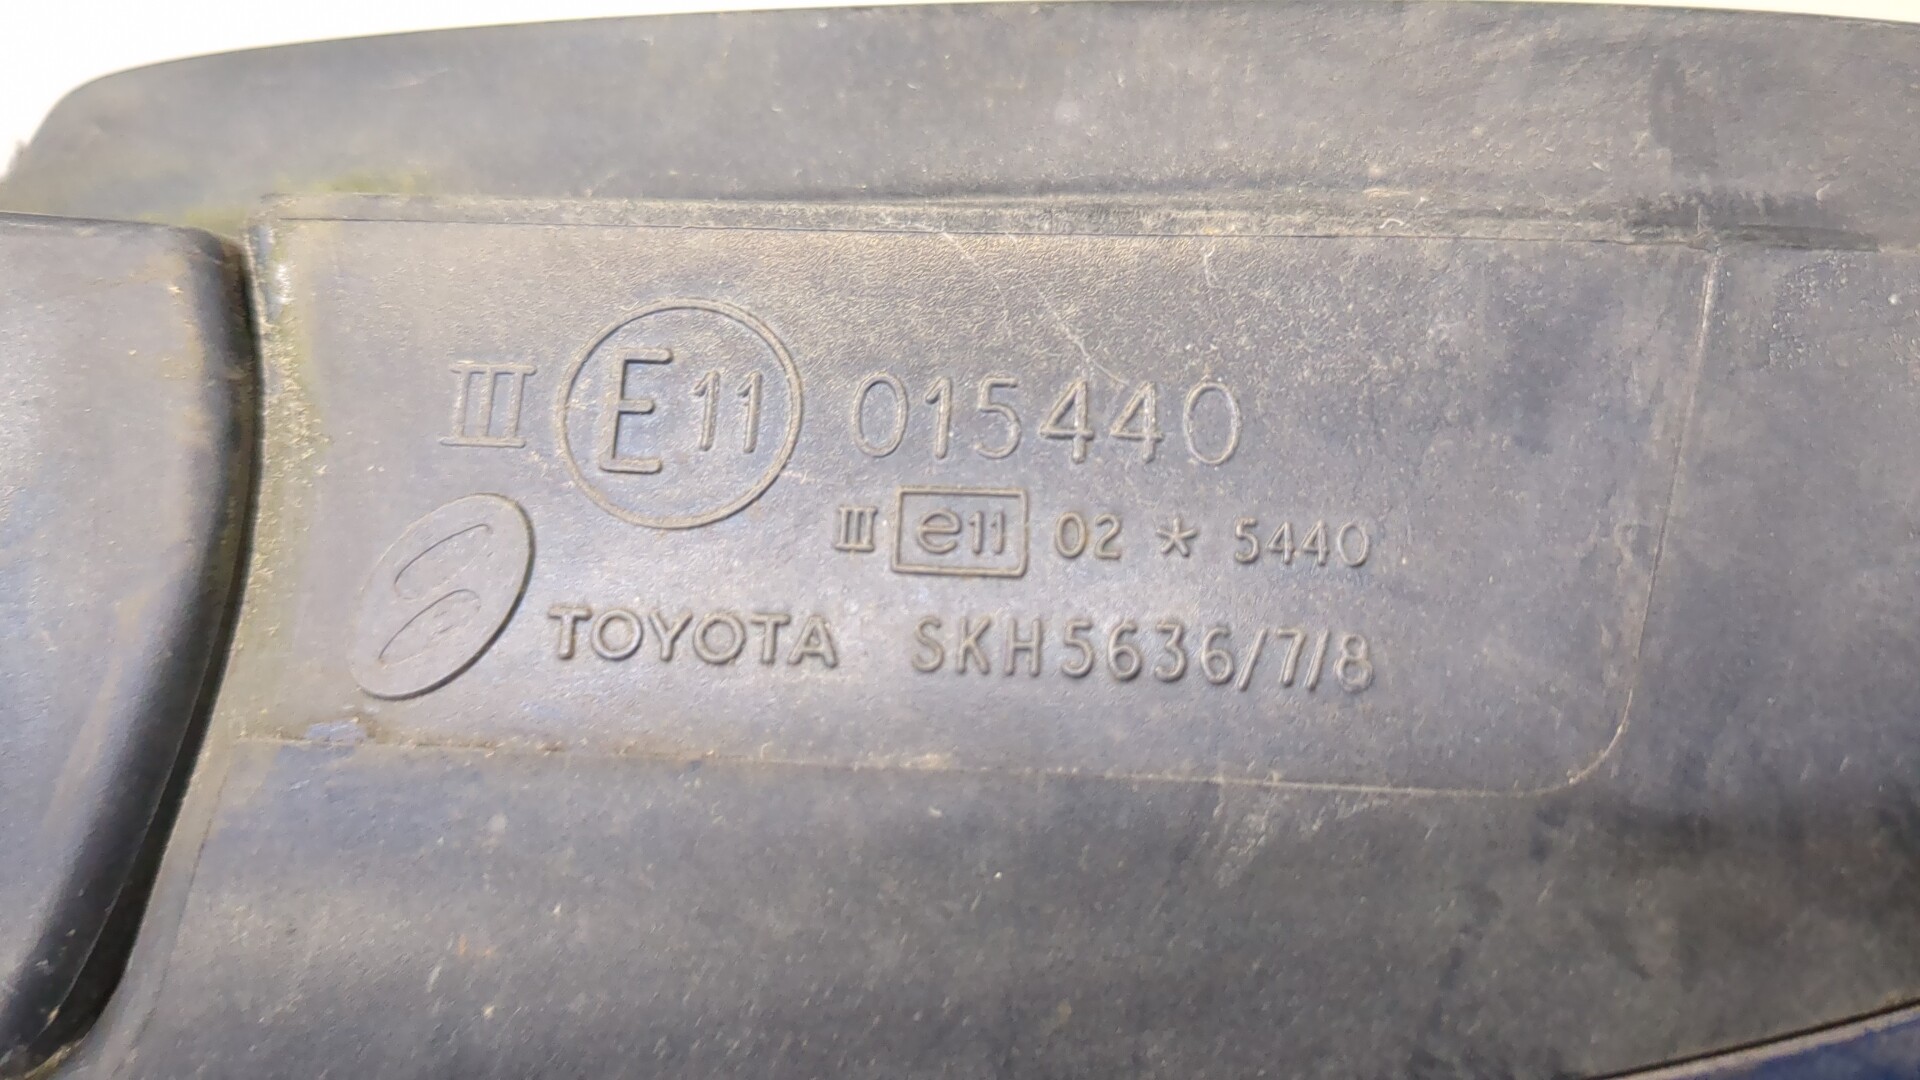 III E11 015440
III e11 02 * 5440
TOYOTA SKH5636/7/8